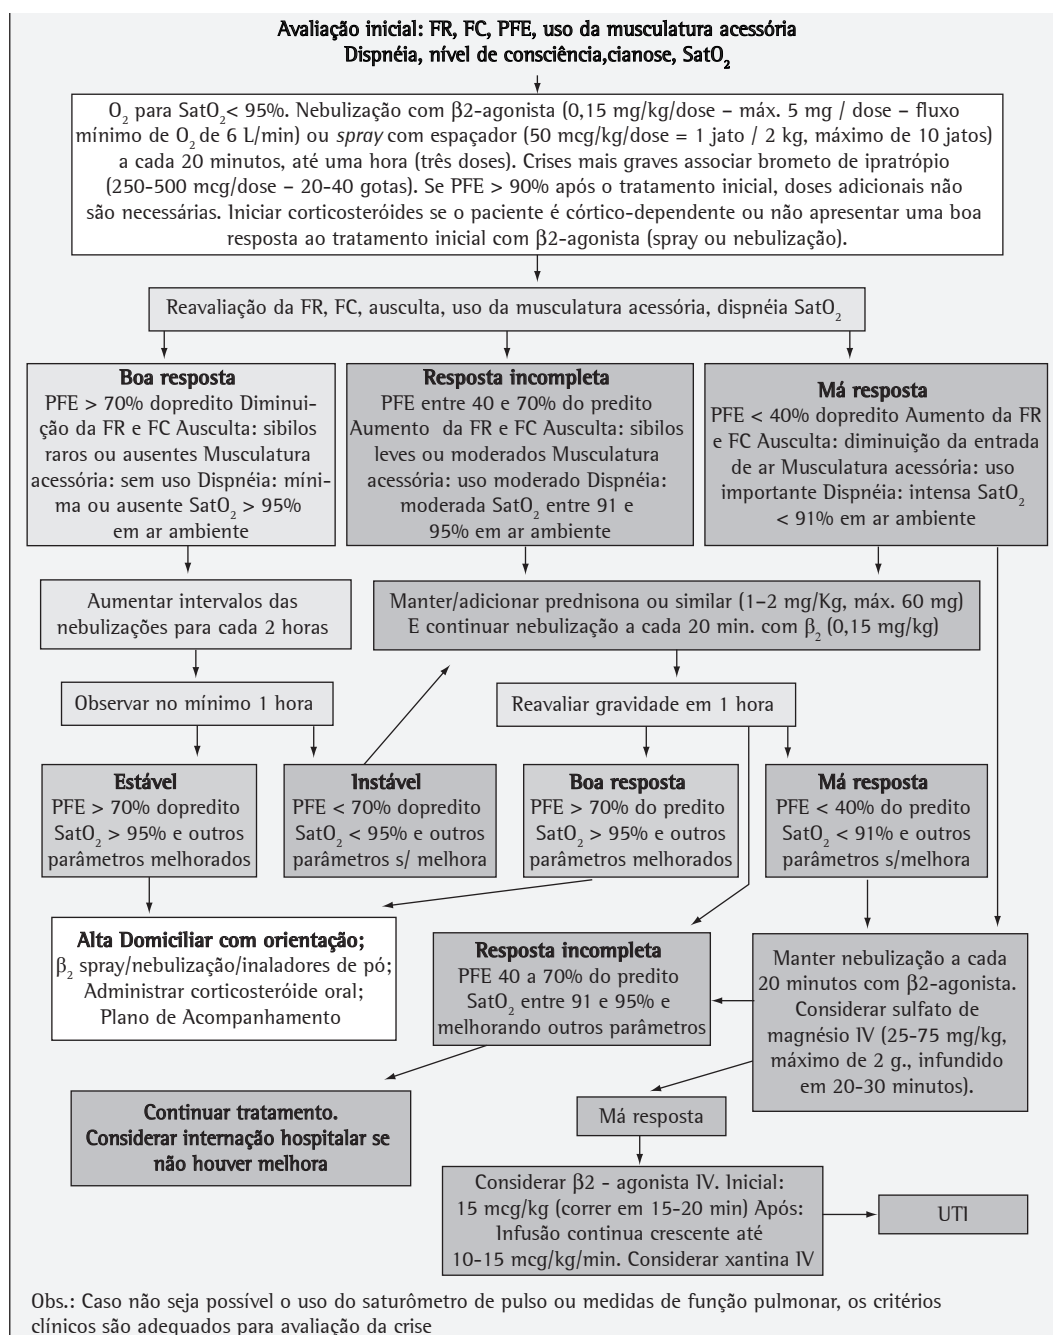 Avaliação inicial: FR, FC, PFE, uso da musculatura acessória
Dispnéia, nível de consciência,cianose, SatO₂
O₂ para SatO₂< 95%. Nebulização com β2-agonista (0,15 mg/kg/dose – máx. 5 mg / dose – fluxo
mínimo de O₂ de 6 L/min) ou spray com espaçador (50 mcg/kg/dose = 1 jato / 2 kg, máximo de 10 jatos)
a cada 20 minutos, até uma hora (três doses). Crises mais graves associar brometo de ipratrópio
(250-500 mcg/dose – 20-40 gotas). Se PFE > 90% após o tratamento inicial, doses adicionais não
são necessárias. Iniciar corticosteróides se o paciente é córtico-dependente ou não apresentar uma boa
resposta ao tratamento inicial com β2-agonista (spray ou nebulização).
Reavaliação da FR, FC, ausculta, uso da musculatura acessória, dispnéia SatO₂
Boa resposta
PFE > 70% dopredito Diminui-
ção da FR e FC Ausculta: sibilos
raros ou ausentes Musculatura
acessória: sem uso Dispnéia: míni-
ma ou ausente SatO₂ > 95%
em ar ambiente
Resposta incompleta
PFE entre 40 e 70% do predito
Aumento da FR e FC Ausculta: sibilos
leves ou moderados Musculatura
acessória: uso moderado Dispnéia:
moderada SatO₂ entre 91 e
95% em ar ambiente
Má resposta
PFE < 40% dopredito Aumento da FR
e FC Ausculta: diminuição da entrada
de ar Musculatura acessória: uso
importante Dispnéia: intensa SatO₂
< 91% em ar ambiente
Aumentar intervalos das
nebulizações para cada 2 horas
Manter/adicionar prednisona ou similar (1–2 mg/Kg, máx. 60 mg)
E continuar nebulização a cada 20 min. com β₂ (0,15 mg/kg)
Observar no mínimo 1 hora
Reavaliar gravidade em 1 hora
Estável
PFE > 70% dopredito
SatO₂ > 95% e outros
parâmetros melhorados
Instável
PFE < 70% dopredito
SatO₂ < 95% e outros
parâmetros s/ melhora
Boa resposta
PFE > 70% do predito
SatO₂ > 95% e outros
parâmetros melhorados
Má resposta
PFE < 40% do predito
SatO₂ < 91% e outros
parâmetros s/melhora
Alta Domiciliar com orientação;
β₂ spray/nebulização/inaladores de pó;
Administrar corticosteróide oral;
Plano de Acompanhamento
Resposta incompleta
PFE 40 a 70% do predito
SatO₂ entre 91 e 95% e
melhorando outros parâmetros
Manter nebulização a cada
20 minutos com β2-agonista.
Considerar sulfato de
magnésio IV (25-75 mg/kg,
máximo de 2 g., infundido
em 20-30 minutos).
Continuar tratamento.
Considerar internação hospitalar se
não houver melhora
Má resposta
Considerar β2 - agonista IV. Inicial:
15 mcg/kg (correr em 15-20 min) Após:
Infusão continua crescente até
10-15 mcg/kg/min. Considerar xantina IV
UTI
Obs.: Caso não seja possível o uso do saturômetro de pulso ou medidas de função pulmonar, os critérios
clínicos são adequados para avaliação da crise